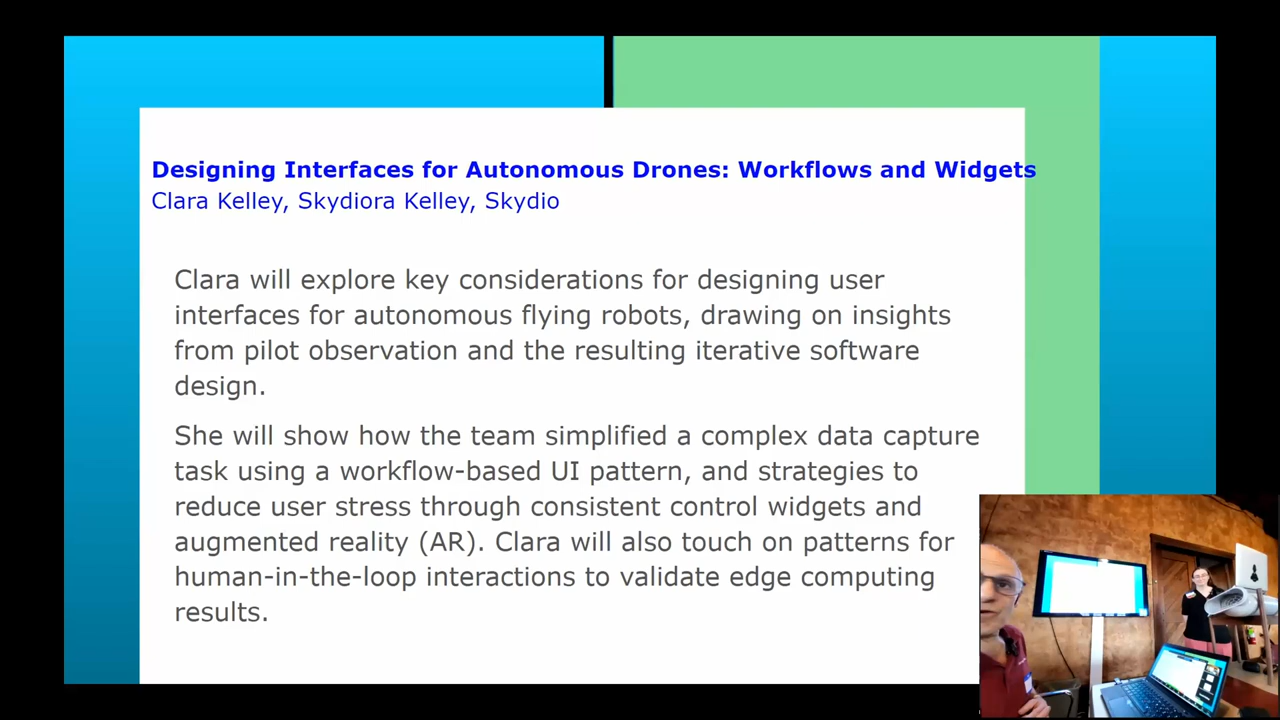 Designing Interfaces for Autonomous Drones: Workflows and Widgets
Clara Kelley, Skydiora Kelley, Skydio
Clara will explore key considerations for designing user
interfaces for autonomous flying robots, drawing on insights
from pilot observation and the resulting iterative software
design.
She will show how the team simplified a complex data capture
task using a workflow-based UI pattern, and strategies to
reduce user stress through consistent control widgets and
augmented reality (AR). Clara will also touch on patterns for
human-in-the-loop interactions to validate edge computing
results.